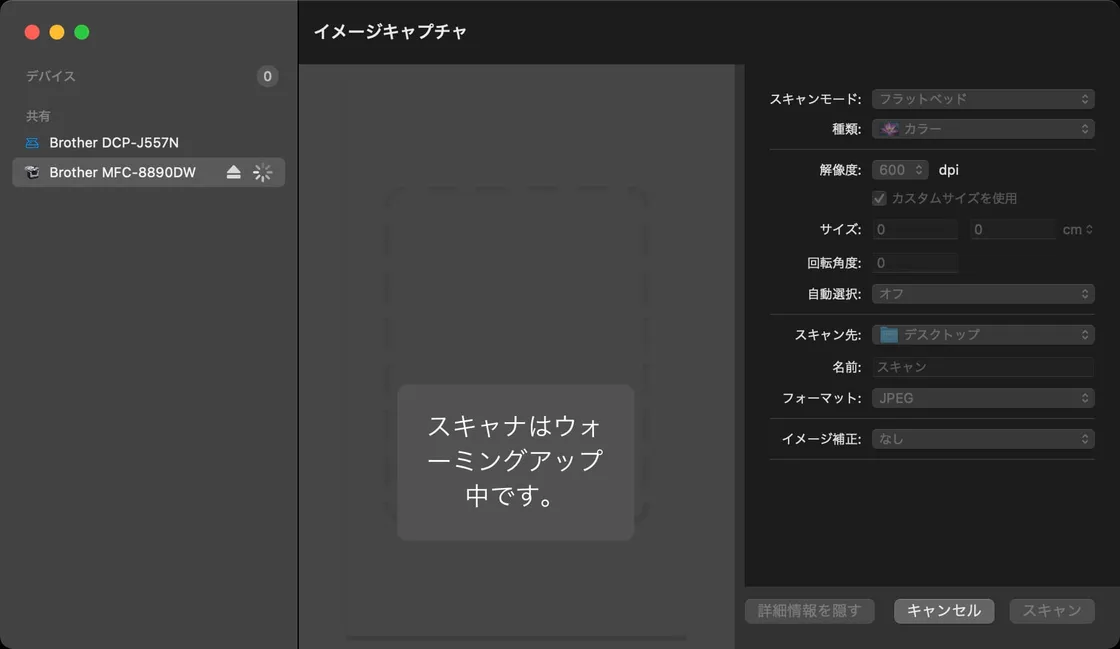 イメージキャプチャ
デバイス 0
共有
Brother DCP-J557N
Brother MFC-8890DW
スキャナはウォ
ーミングアップ
中です。
スキャンモード: フラットベッド
種類: カラー
解像度: 600 dpi
カスタムサイズを使用
サイズ: 0 0 cm
回転角度: 0
自動選択: オフ
スキャン先: デスクトップ
名前: スキャン
フォーマット: JPEG
イメージ補正: なし
詳細情報を隠す キャンセル スキャン